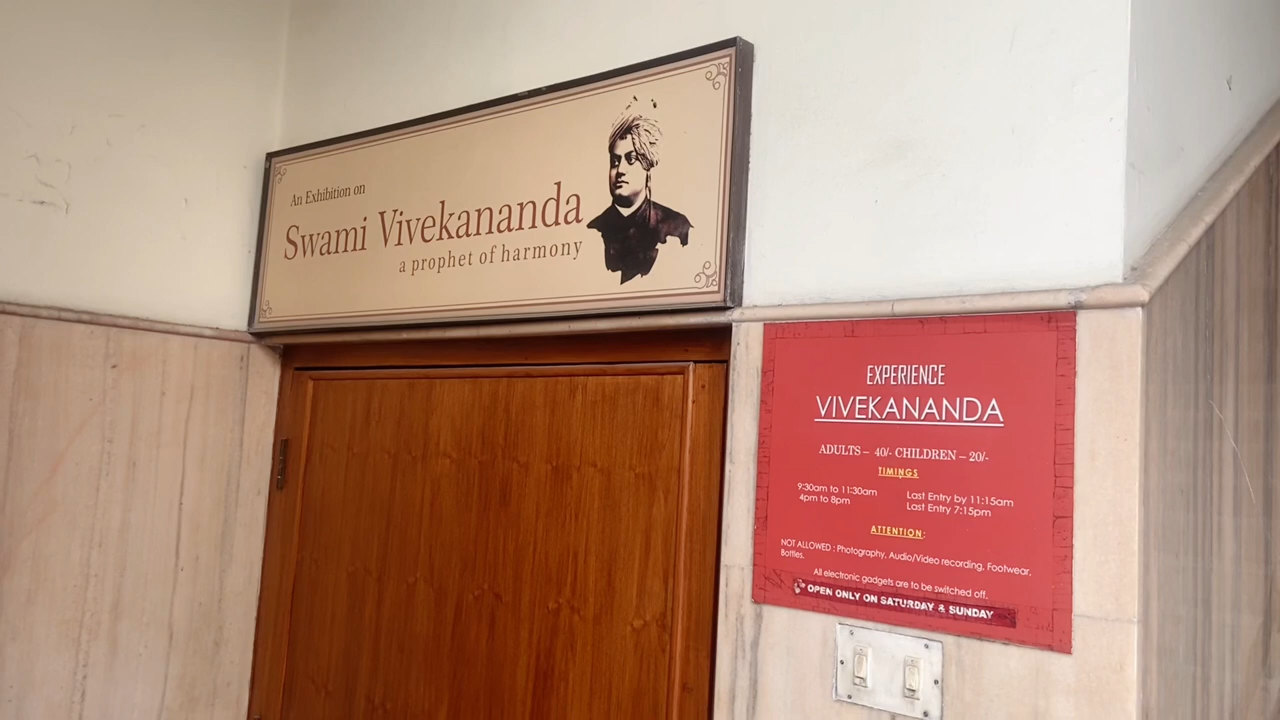 An Exhibition on
Swami Vivekananda
a prophet of harmony
EXPERIENCE
VIVEKANANDA
ADULTS – 40/- CHILDREN – 20/-
TIMINGS
9:30am to 11:30am Last Entry by 11:15am
4pm to 8pm Last Entry 7:15pm
ATTENTION:
NOT ALLOWED : Photography, Audio/Video recording, Footwear,
Bottles.
All electronic gadgets are to be switched off.
OPEN ONLY ON SATURDAY & SUNDAY